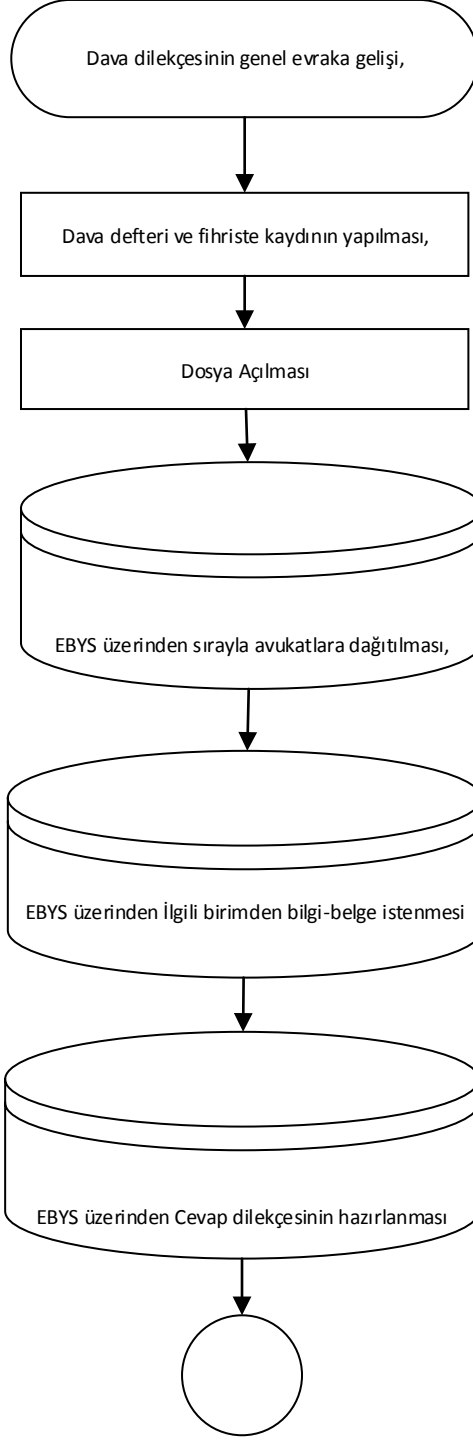 Dava dilekçesinin genel evraka gelişi,
Dava defteri ve fihriste kaydının yapılması,
Dosya Açılması
EBYS üzerinden sırayla avukatlara dağıtılması,
EBYS üzerinden İlgili birimden bilgi-belge istenmesi
EBYS üzerinden Cevap dilekçesinin hazırlanması